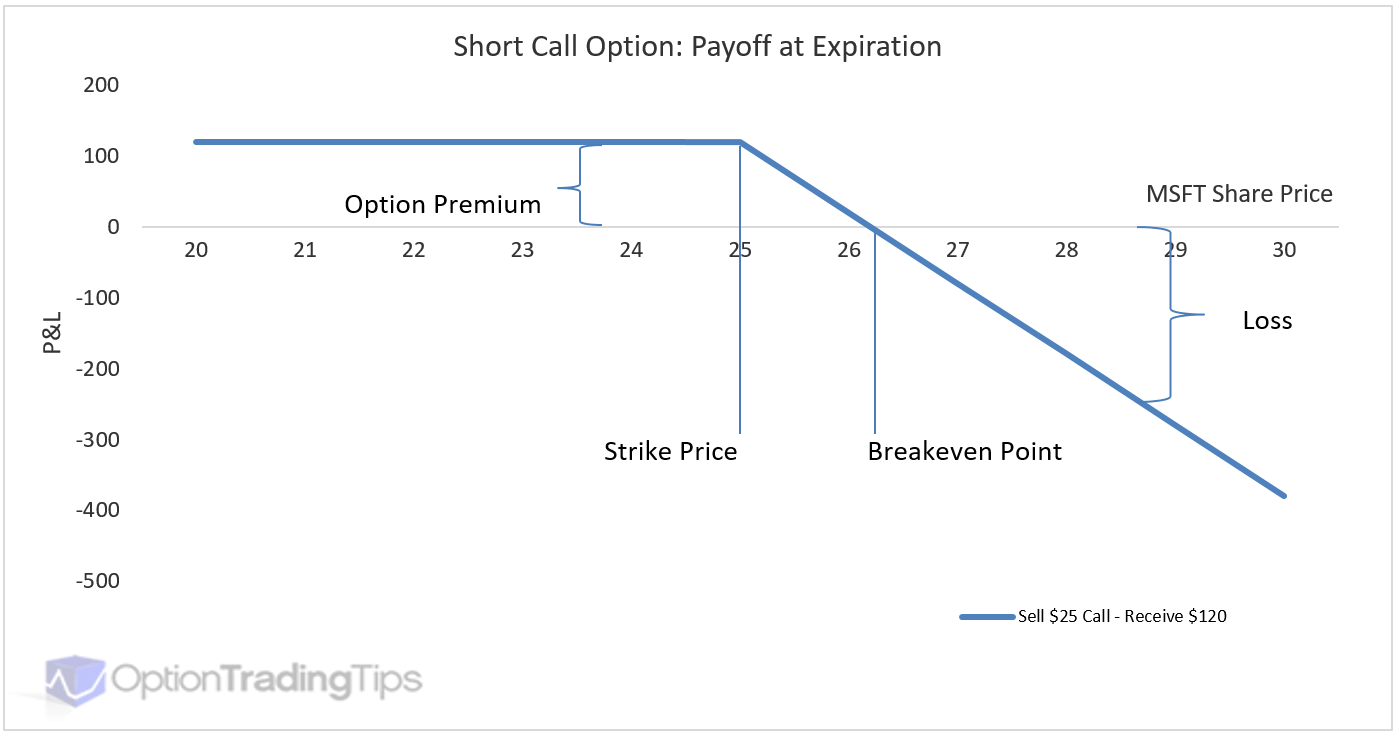 Short Call Option: Payoff at Expiration
200
100
0
-100
-200
-300
-400
-500
P&L
MSFT Share Price
Option Premium
20 21 22 23 24 25 26 27 28 29 30
Loss
Strike Price
Breakeven Point
Sell $25 Call - Receive $120
OptionTradingTips